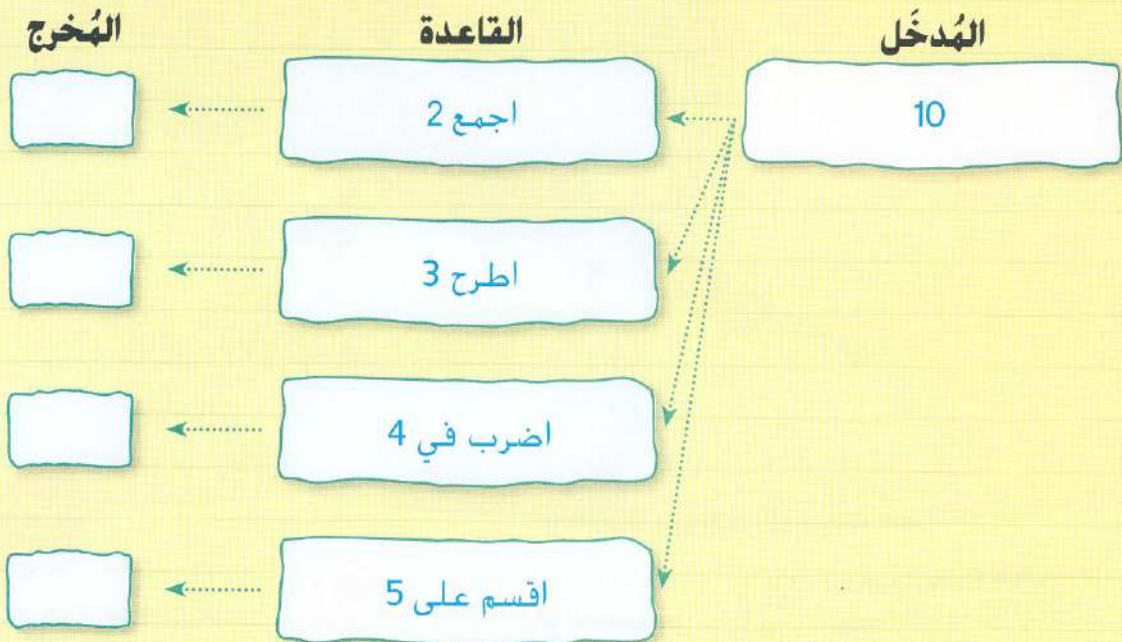 المُدخَل القاعدة المُخرج
10 اجمع 2
اطرح 3
اضرب في 4
اقسم على 5